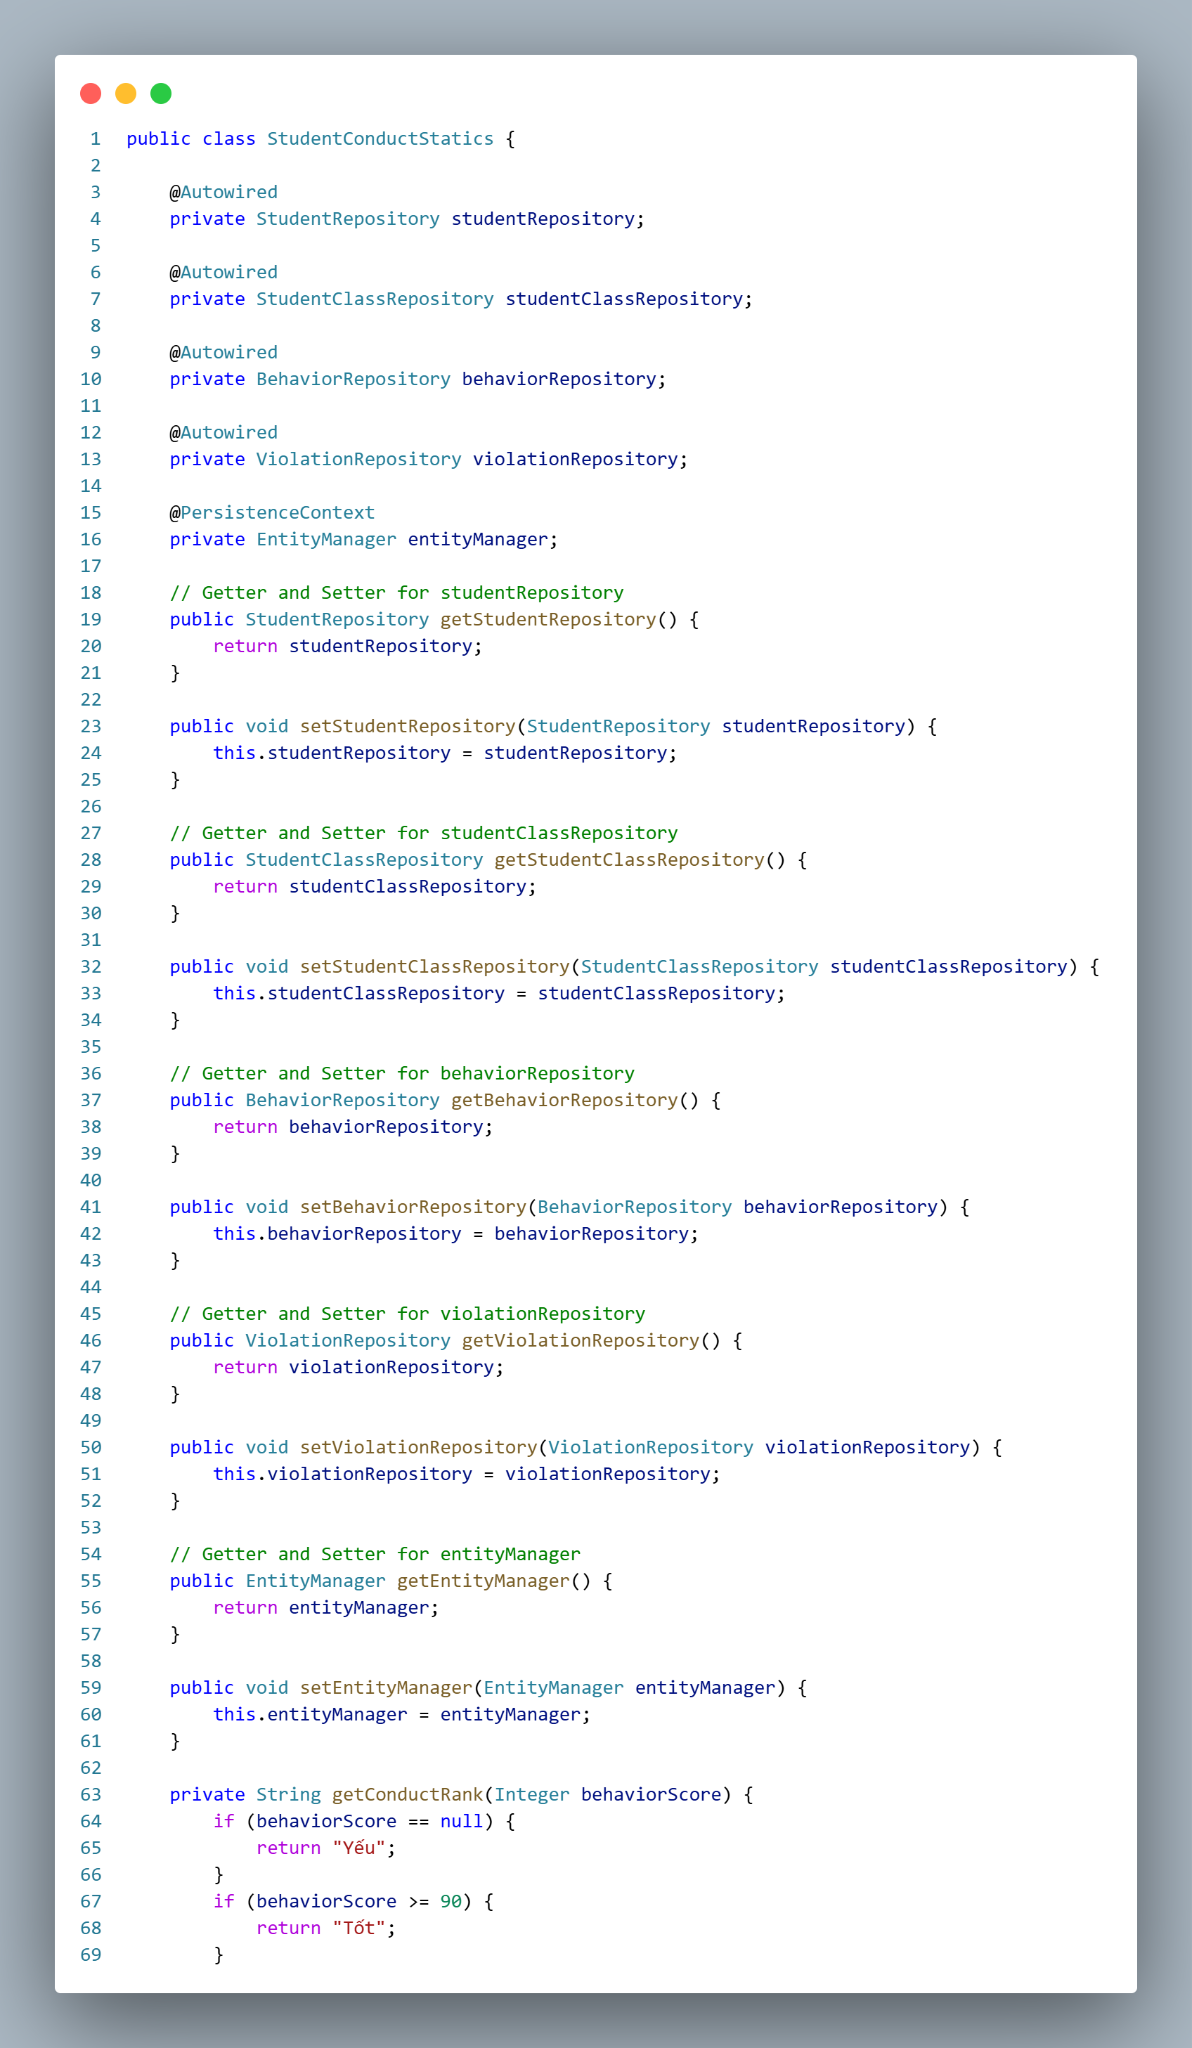 1 public class StudentConductStatics {
2
3     @Autowired
4     private StudentRepository studentRepository;
5
6     @Autowired
7     private StudentClassRepository studentClassRepository;
8
9     @Autowired
10     private BehaviorRepository behaviorRepository;
11
12     @Autowired
13     private ViolationRepository violationRepository;
14
15     @PersistenceContext
16     private EntityManager entityManager;
17
18     // Getter and Setter for studentRepository
19     public StudentRepository getStudentRepository() {
20         return studentRepository;
21     }
22
23     public void setStudentRepository(StudentRepository studentRepository) {
24         this.studentRepository = studentRepository;
25     }
26
27     // Getter and Setter for studentClassRepository
28     public StudentClassRepository getStudentClassRepository() {
29         return studentClassRepository;
30     }
31
32     public void setStudentClassRepository(StudentClassRepository studentClassRepository) {
33         this.studentClassRepository = studentClassRepository;
34     }
35
36     // Getter and Setter for behaviorRepository
37     public BehaviorRepository getBehaviorRepository() {
38         return behaviorRepository;
39     }
40
41     public void setBehaviorRepository(BehaviorRepository behaviorRepository) {
42         this.behaviorRepository = behaviorRepository;
43     }
44
45     // Getter and Setter for violationRepository
46     public ViolationRepository getViolationRepository() {
47         return violationRepository;
48     }
49
50     public void setViolationRepository(ViolationRepository violationRepository) {
51         this.violationRepository = violationRepository;
52     }
53
54     // Getter and Setter for entityManager
55     public EntityManager getEntityManager() {
56         return entityManager;
57     }
58
59     public void setEntityManager(EntityManager entityManager) {
60         this.entityManager = entityManager;
61     }
62
63     private String getConductRank(Integer behaviorScore) {
64         if (behaviorScore == null) {
65             return "Yếu";
66         }
67         if (behaviorScore >= 90) {
68             return "Tốt";
69         }